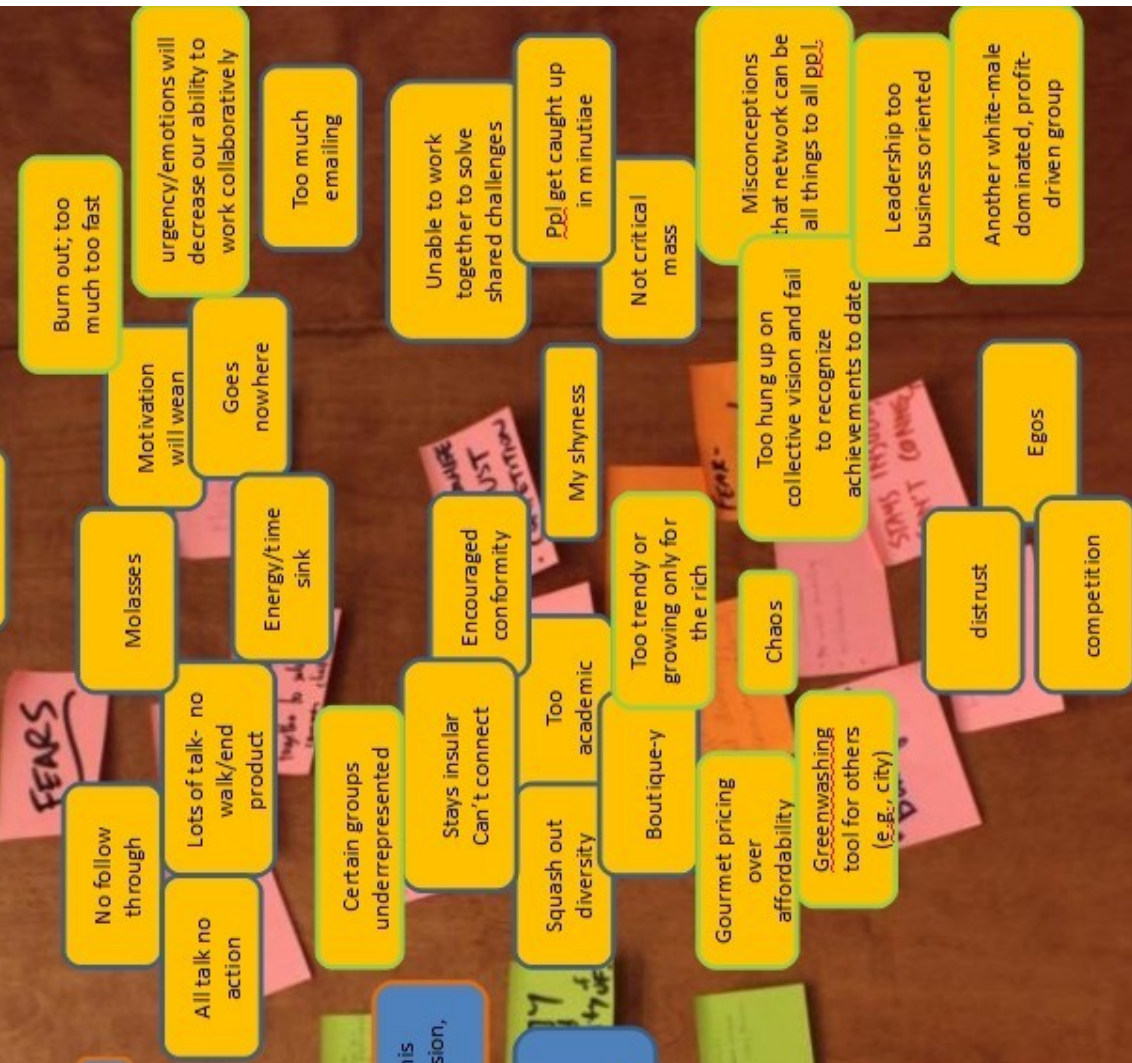 FEARS
Burn out; too
much too fast
No follow
through
Molasses
Motivation
will wean
urgency/emotions will
decrease our ability to
work collaboratively
All talk no
action
Lots of talk- no
walk/end
product
Goes
nowhere
Energy/time
sink
Too much
emailing
Certain groups
underrepresented
Stays insular
Can't connect
Encouraged
conformity
Unable to work
together to solve
shared challenges
Squash out
diversity
Too
academic
My shyness
Ppl get caught up
in minutiae
Boutique-y
Too trendy or
growing only for
the rich
Not critical
mass
Gourmet pricing
over
affordability
Chaos
FEAR-
Too hung up on
collective vision and fail
to recognize
achievements to date
Misconceptions
that network can be
all things to all ppl.
Greenwashing
tool for others
(e.g., city)
Leadership too
business oriented
distrust
Egos
Another white-male
dominated, profit-
driven group
competition